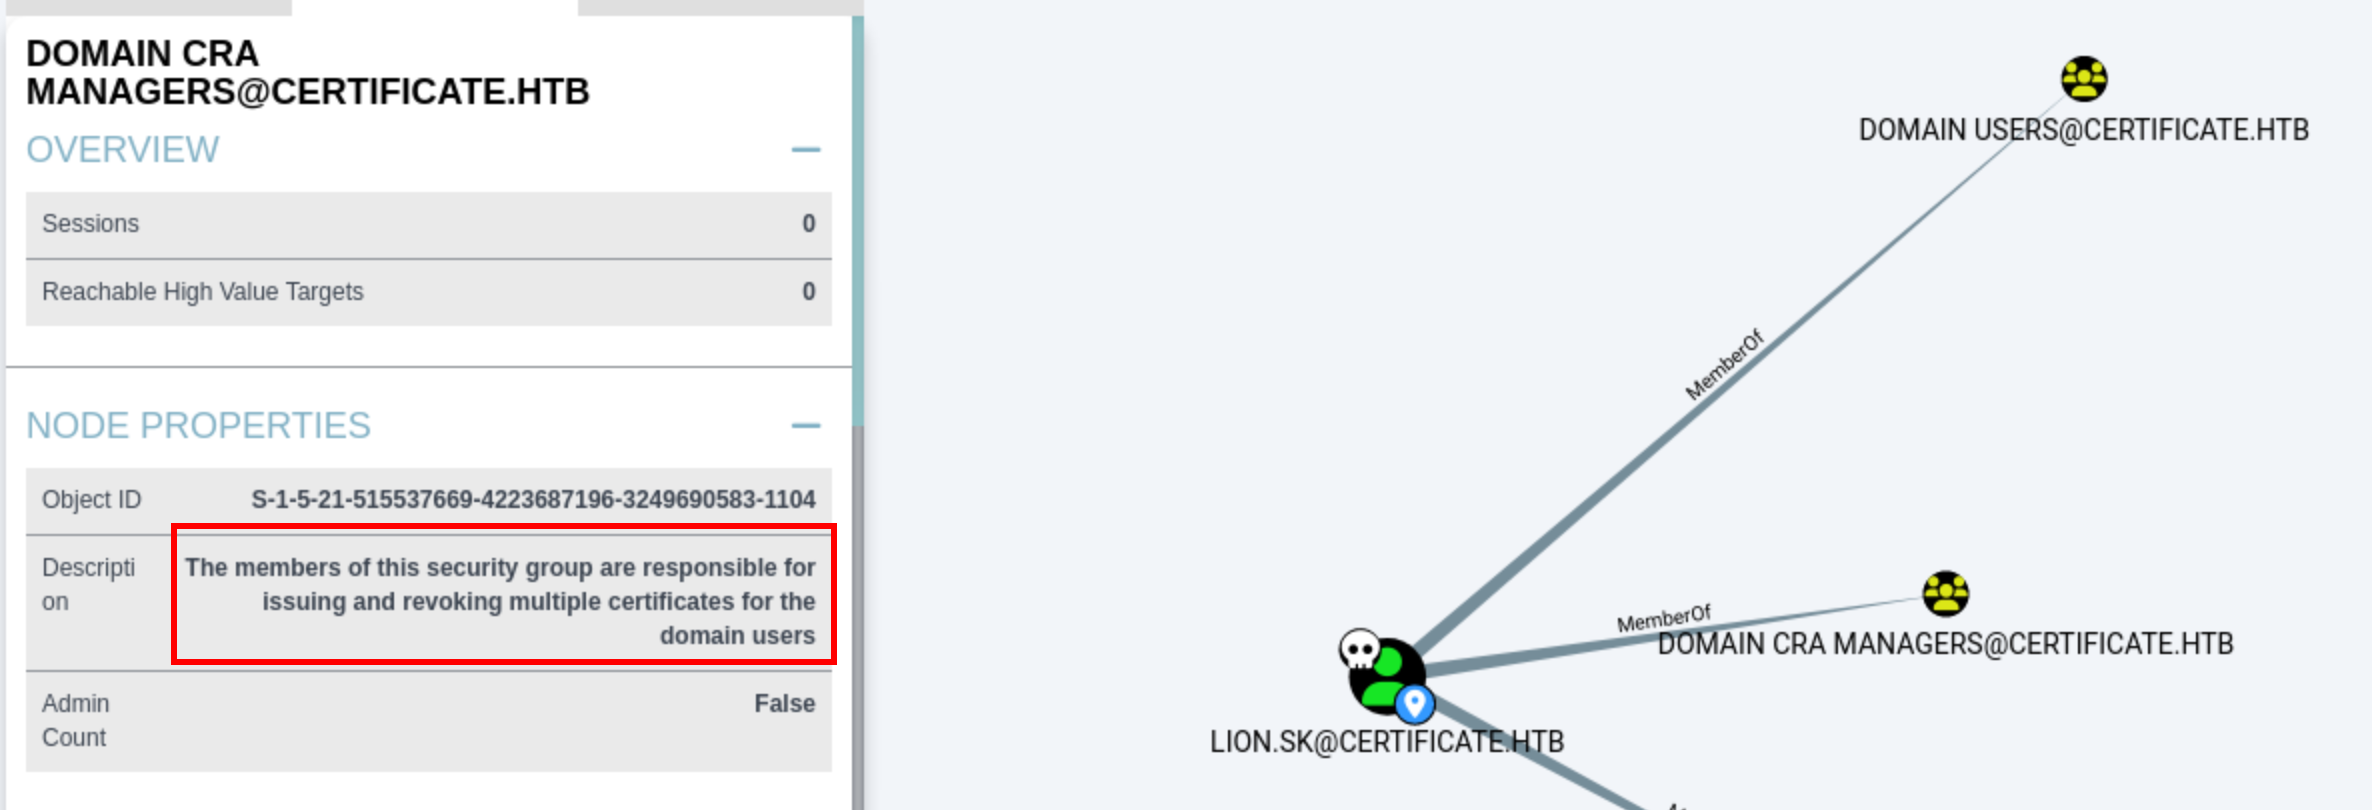 DOMAIN CRA
MANAGERS@CERTIFICATE.HTB
OVERVIEW
Sessions 0
Reachable High Value Targets 0
NODE PROPERTIES
Object ID S-1-5-21-515537669-4223687196-3249690583-1104
Descripti
on
The members of this security group are responsible for
issuing and revoking multiple certificates for the
domain users
Admin
Count
False
DOMAIN USERS@CERTIFICATE.HTB
MemberOf
MemberOf
DOMAIN CRA MANAGERS@CERTIFICATE.HTB
LION.SK@CERTIFICATE.HTB